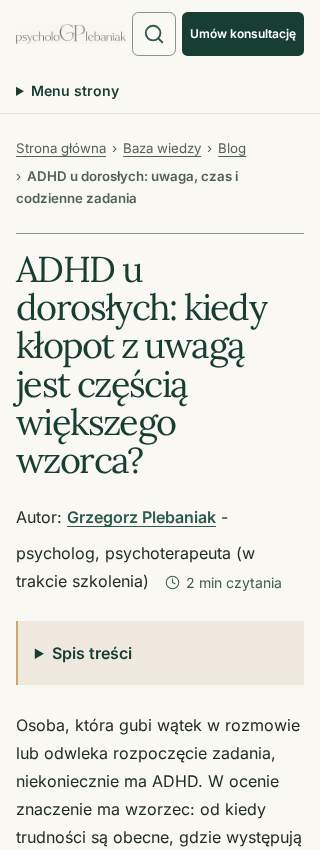 psycholoGPlebaniak
Umów konsultację
Menu strony
Strona główna › Baza wiedzy › Blog
› ADHD u dorosłych: uwaga, czas i
codzienne zadania
ADHD u
dorosłych: kiedy
kłopot z uwagą
jest częścią
większego
wzorca?
Autor: Grzegorz Plebaniak -
psycholog, psychoterapeuta (w
trakcie szkolenia) 2 min czytania
Spis treści
Osoba, która gubi wątek w rozmowie
lub odwleka rozpoczęcie zadania,
niekoniecznie ma ADHD. W ocenie
znaczenie ma wzorzec: od kiedy
trudności są obecne, gdzie występują